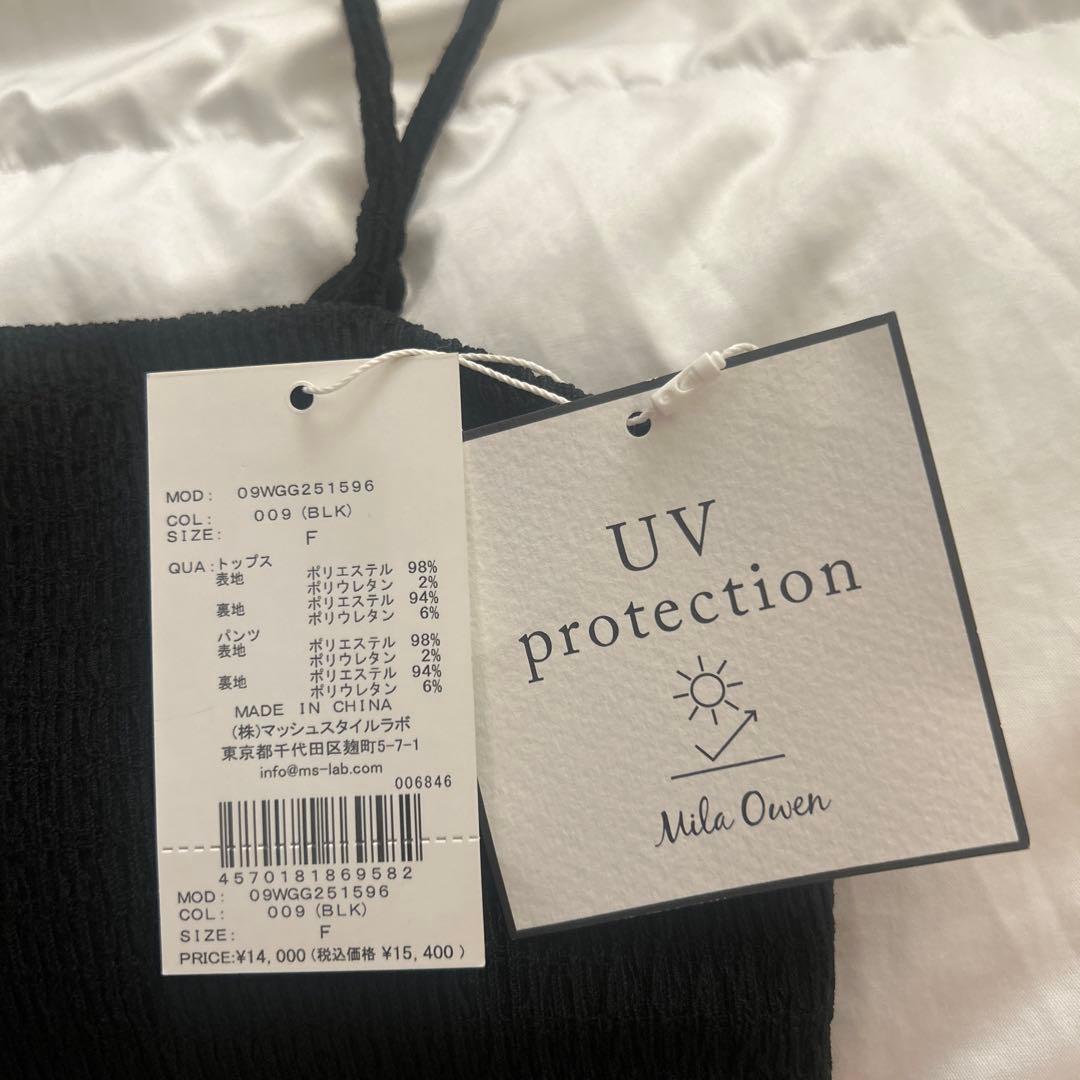 MOD: 09WGG251596
COL: 009 (BLK)
SIZE: F
QUA:トップス
表地 ポリエステル 98%
ポリウレタン 2%
裏地 ポリエステル 94%
ポリウレタン 6%
パンツ
表地 ポリエステル 98%
ポリウレタン 2%
裏地 ポリエステル 94%
ポリウレタン 6%
MADE IN CHINA
(株)マッシュスタイルラボ
東京都千代田区麹町5-7-1
info@ms-lab.com
006846
4570181869582
MOD: 09WGG251596
COL: 009 (BLK)
SIZE: F
PRICE:¥14,000(税込価格 ¥15,400)
UV
protection
Mila Owen